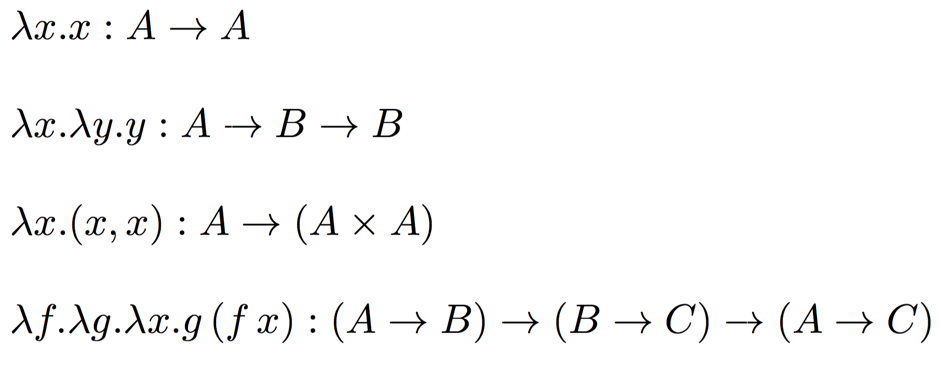 λx.x : A → A
λx.λy.y : A → B → B
λx.(x, x) : A → (A × A)
λf.λg.λx.g (f x) : (A → B) → (B → C) → (A → C)